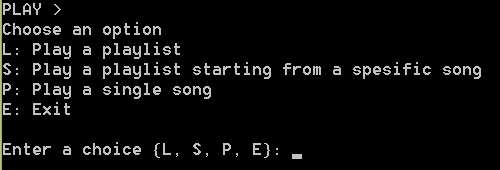 PLAY >
Choose an option
L: Play a playlist
S: Play a playlist starting from a spesific song
P: Play a single song
E: Exit
Enter a choice {L, S, P, E}: _